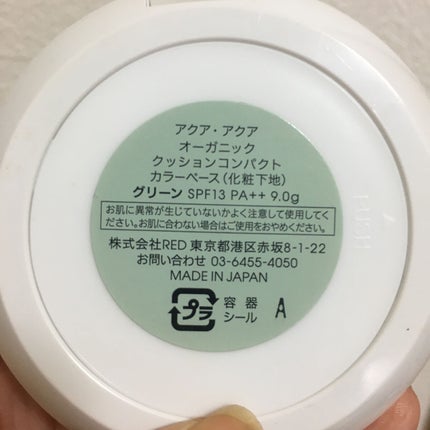 アクア・アクア
オーガニック
クッションコンパクト
カラーベース(化粧下地)
グリーン SPF13 PA++ 9.0g
お肌に異常が生じていないかよく注意して使用してく
ださい。お肌に合わない場合はご使用をおやめください。
株式会社RED 東京都港区赤坂8-1-22
お問い合わせ 03-6455-4050
MADE IN JAPAN
プラ 容器 A
シール
PUSH